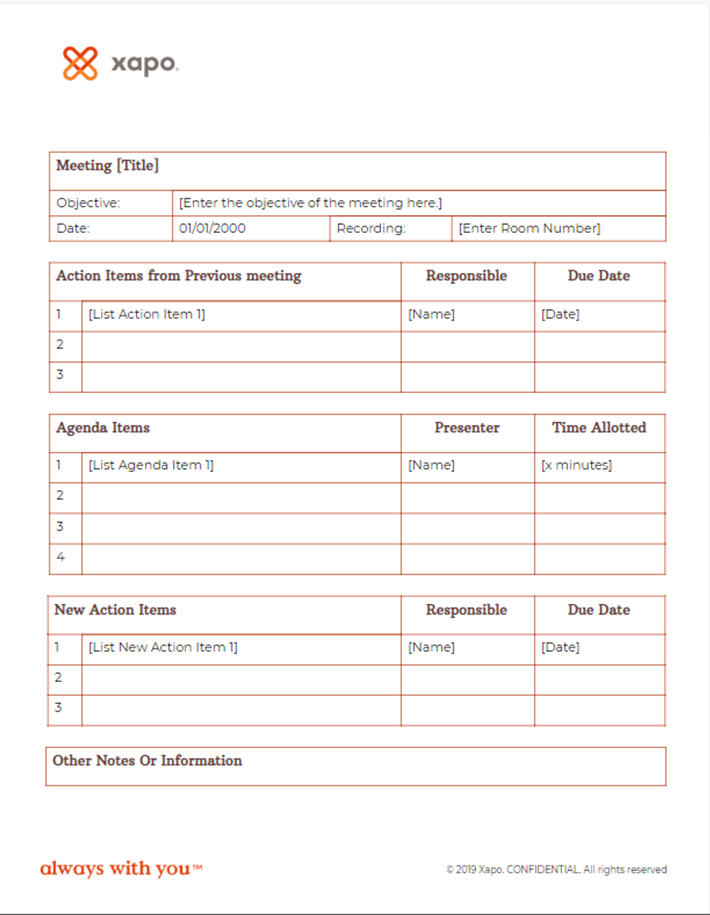 xapo.
Meeting [Title]
Objective: [Enter the objective of the meeting here.]
Date: 01/01/2000 Recording: [Enter Room Number]
Action Items from Previous meeting Responsible Due Date
1 [List Action Item 1] [Name] [Date]
2
3
Agenda Items Presenter Time Allotted
1 [List Agenda Item 1] [Name] [x minutes]
2
3
4
New Action Items Responsible Due Date
1 [List New Action Item 1] [Name] [Date]
2
3
Other Notes Or Information
always with you™ © 2019 Xapo. CONFIDENTIAL. All rights reserved